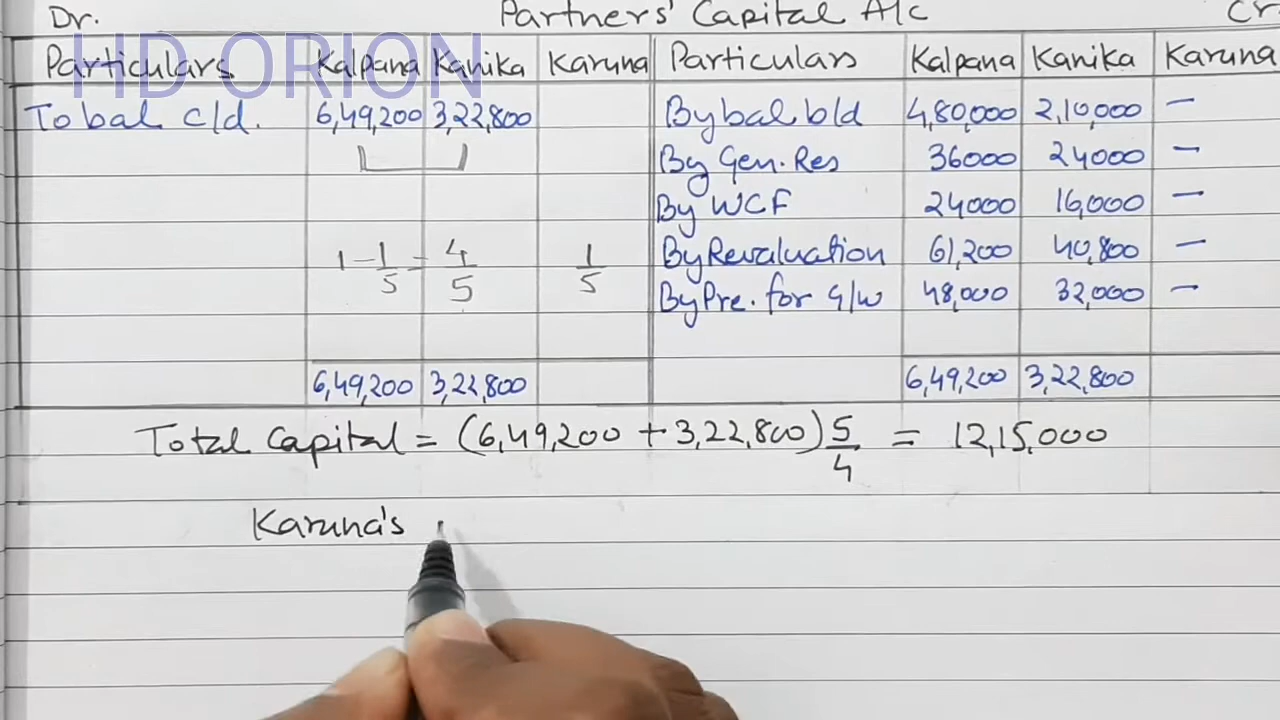 Dr. Partners' Capital A/c Cr.
HD ORION
Particulars Kalpana Kanika Karuna Particulars Kalpana Kanika Karuna
To bal c/d. 6,49,200 3,22,800 By bal b/d 4,80,000 2,10,000 —
By Gen. Res 36000 24000 —
By WCF 24000 16,000 —
1 - 1/5 = 4/5 1/5 By Revaluation 61,200 40,800 —
By Pre. for G/w 48,000 32,000 —
6,49,200 3,22,800 6,49,200 3,22,800
Total Capital = (6,49,200 + 3,22,800) 5/4 = 12,15,000
Karuna's